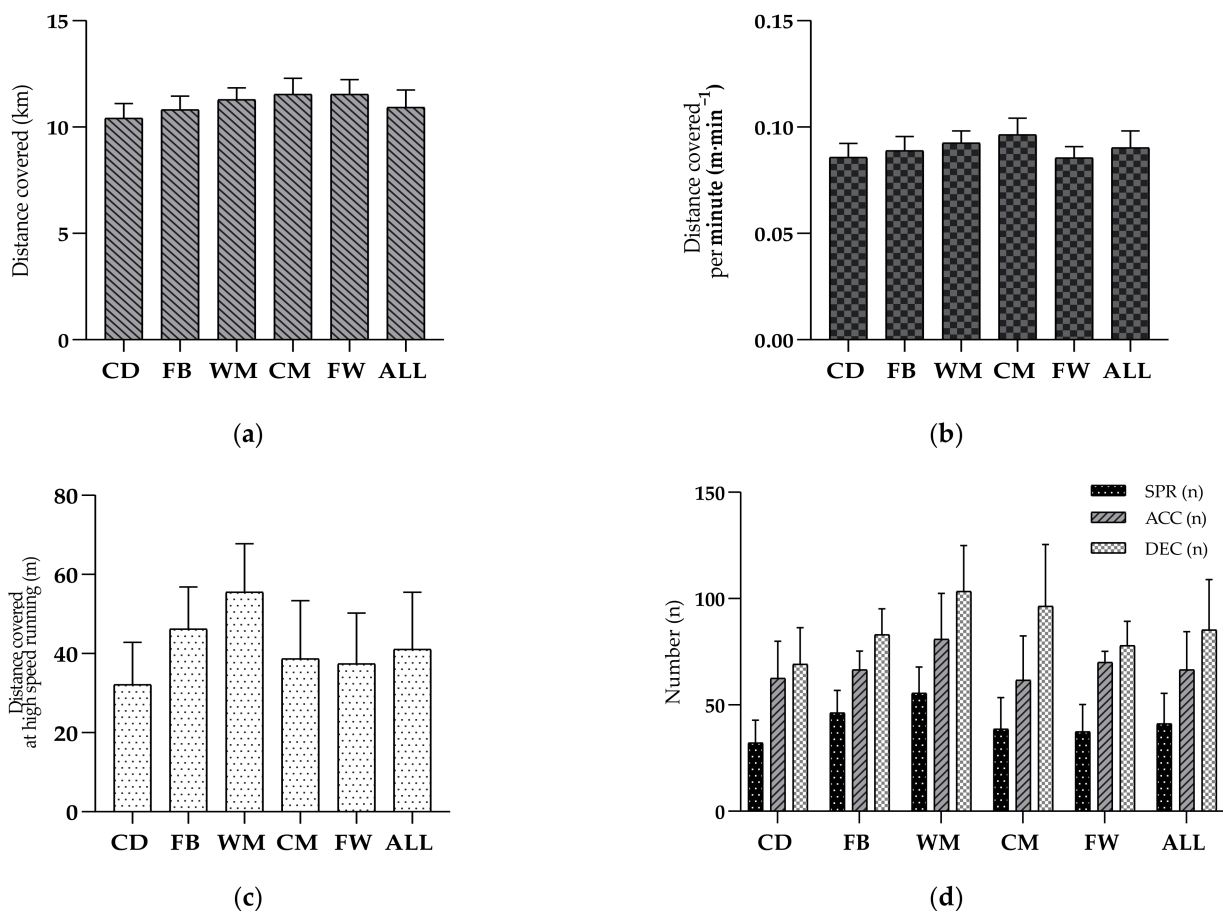 15
10
5
0
Distance covered (km)
CD FB WM CM FW ALL
(a)
0.15
0.10
0.05
0.00
Distance covered
per minute (m·min⁻¹)
CD FB WM CM FW ALL
(b)
80
60
40
20
0
Distance covered
at high speed running (m)
CD FB WM CM FW ALL
(c)
150
100
50
0
Number (n)
SPR (n)
ACC (n)
DEC (n)
CD FB WM CM FW ALL
(d)